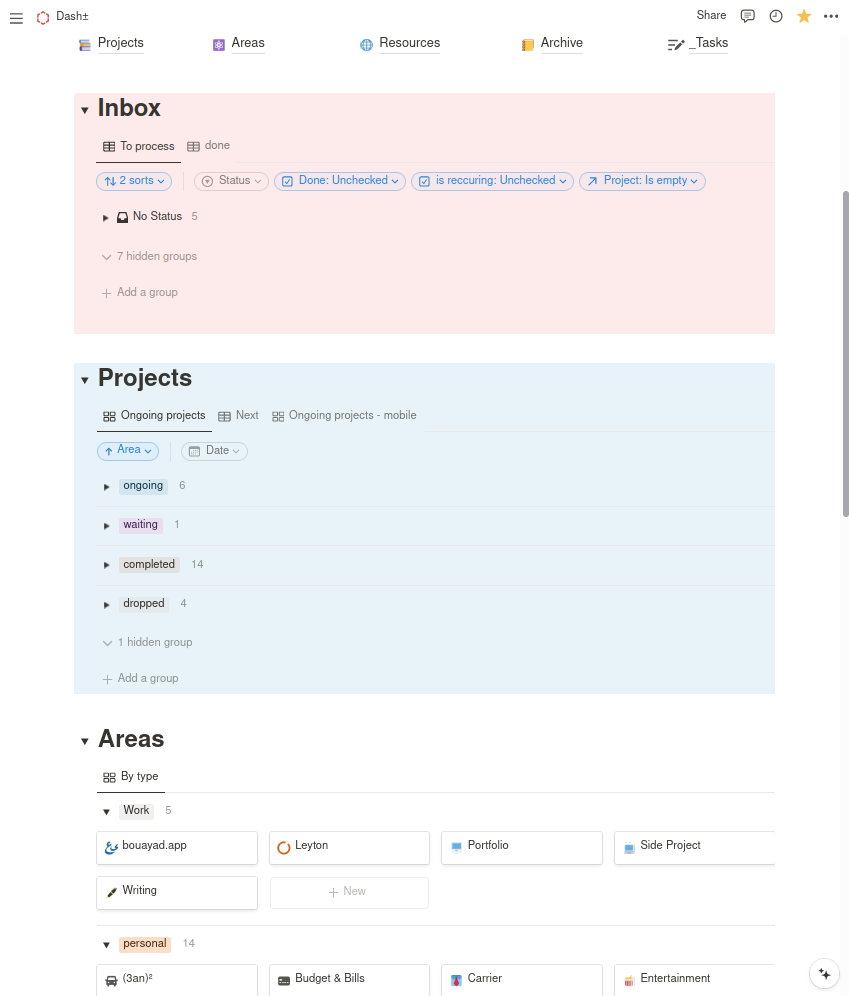 Dash± Share
Projects Areas Resources Archive _Tasks
Inbox
To process done
2 sorts Status Done: Unchecked is reccuring: Unchecked Project: Is empty
No Status 5
7 hidden groups
Add a group
Projects
Ongoing projects Next Ongoing projects - mobile
Area Date
ongoing 6
waiting 1
completed 14
dropped 4
1 hidden group
Add a group
Areas
By type
Work 5
bouayad.app Leyton Portfolio Side Project
Writing New
personal 14
(3an)² Budget & Bills Carrier Entertainment